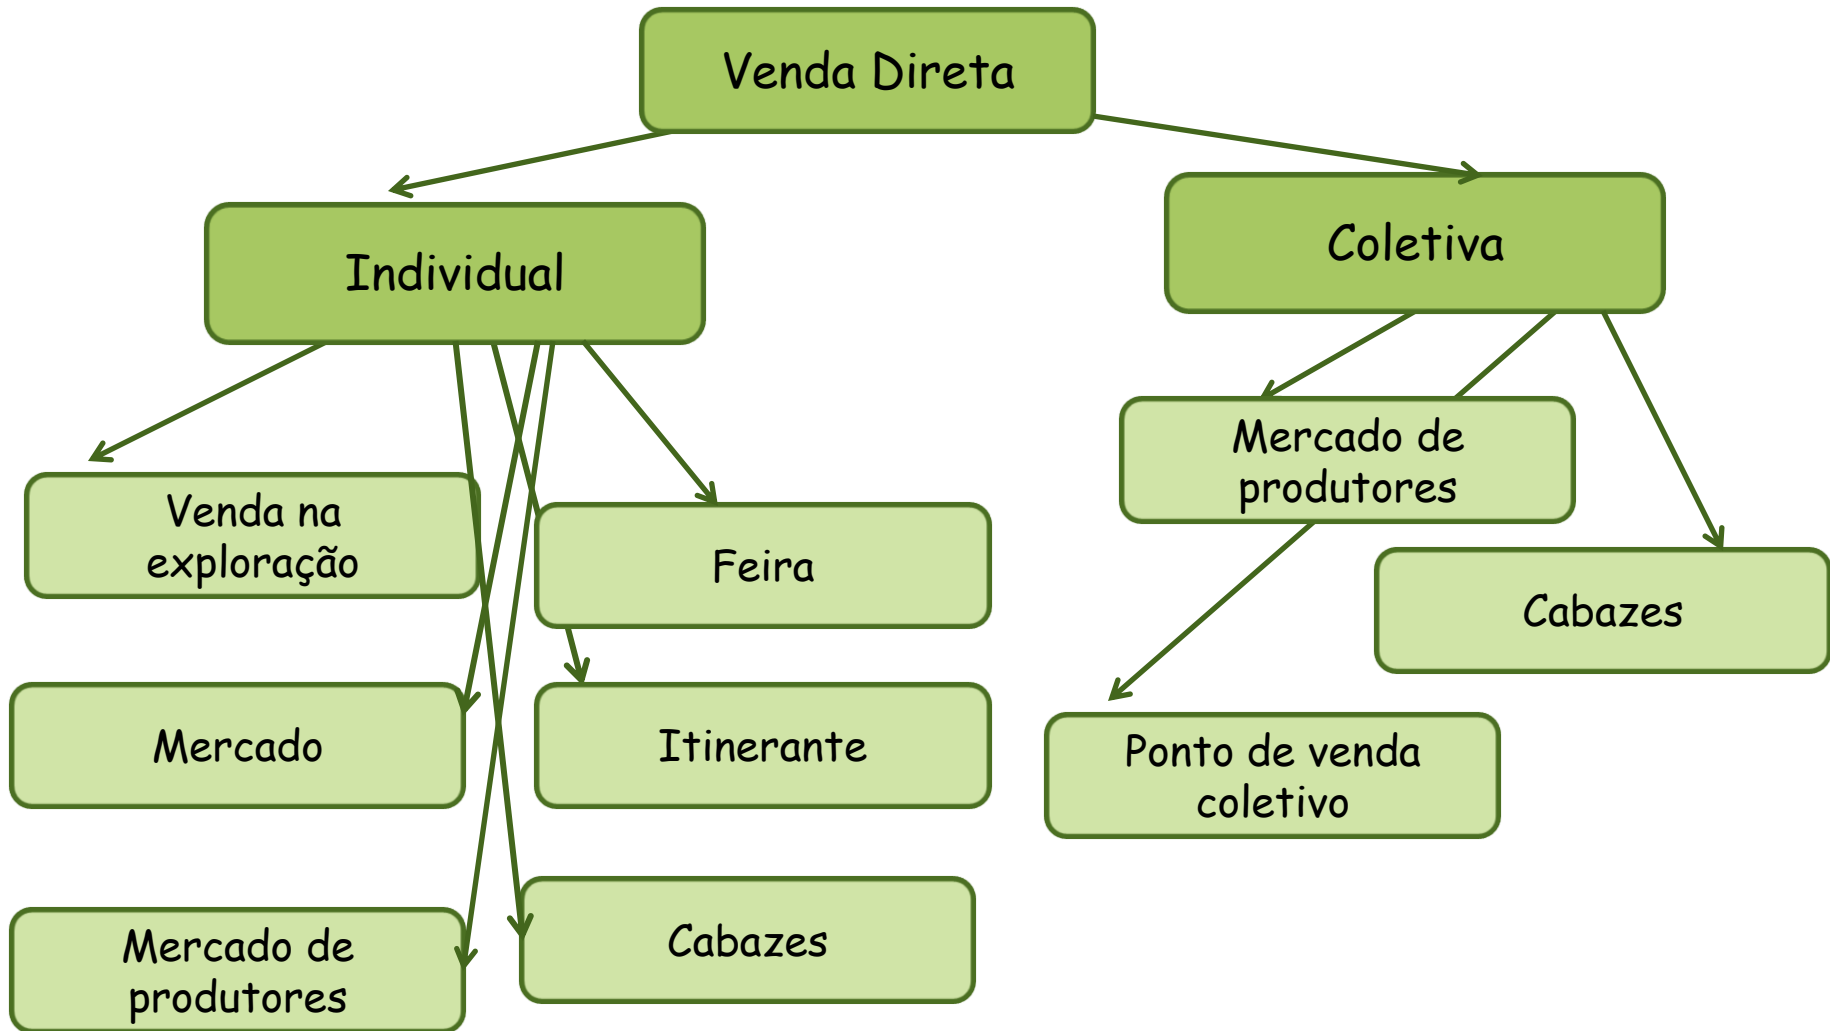 Venda Direta
Individual
Coletiva
Venda na
exploração
Feira
Mercado
Itinerante
Mercado de
produtores
Cabazes
Mercado de
produtores
Cabazes
Ponto de venda
coletivo